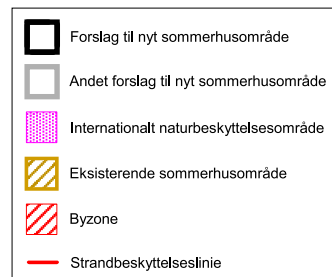 Forslag til nyt sommerhusområde
Andet forslag til nyt sommerhusområde
Internationalt naturbeskyttelsesområde
Eksisterende sommerhusområde
Byzone
Strandbeskyttelseslinie